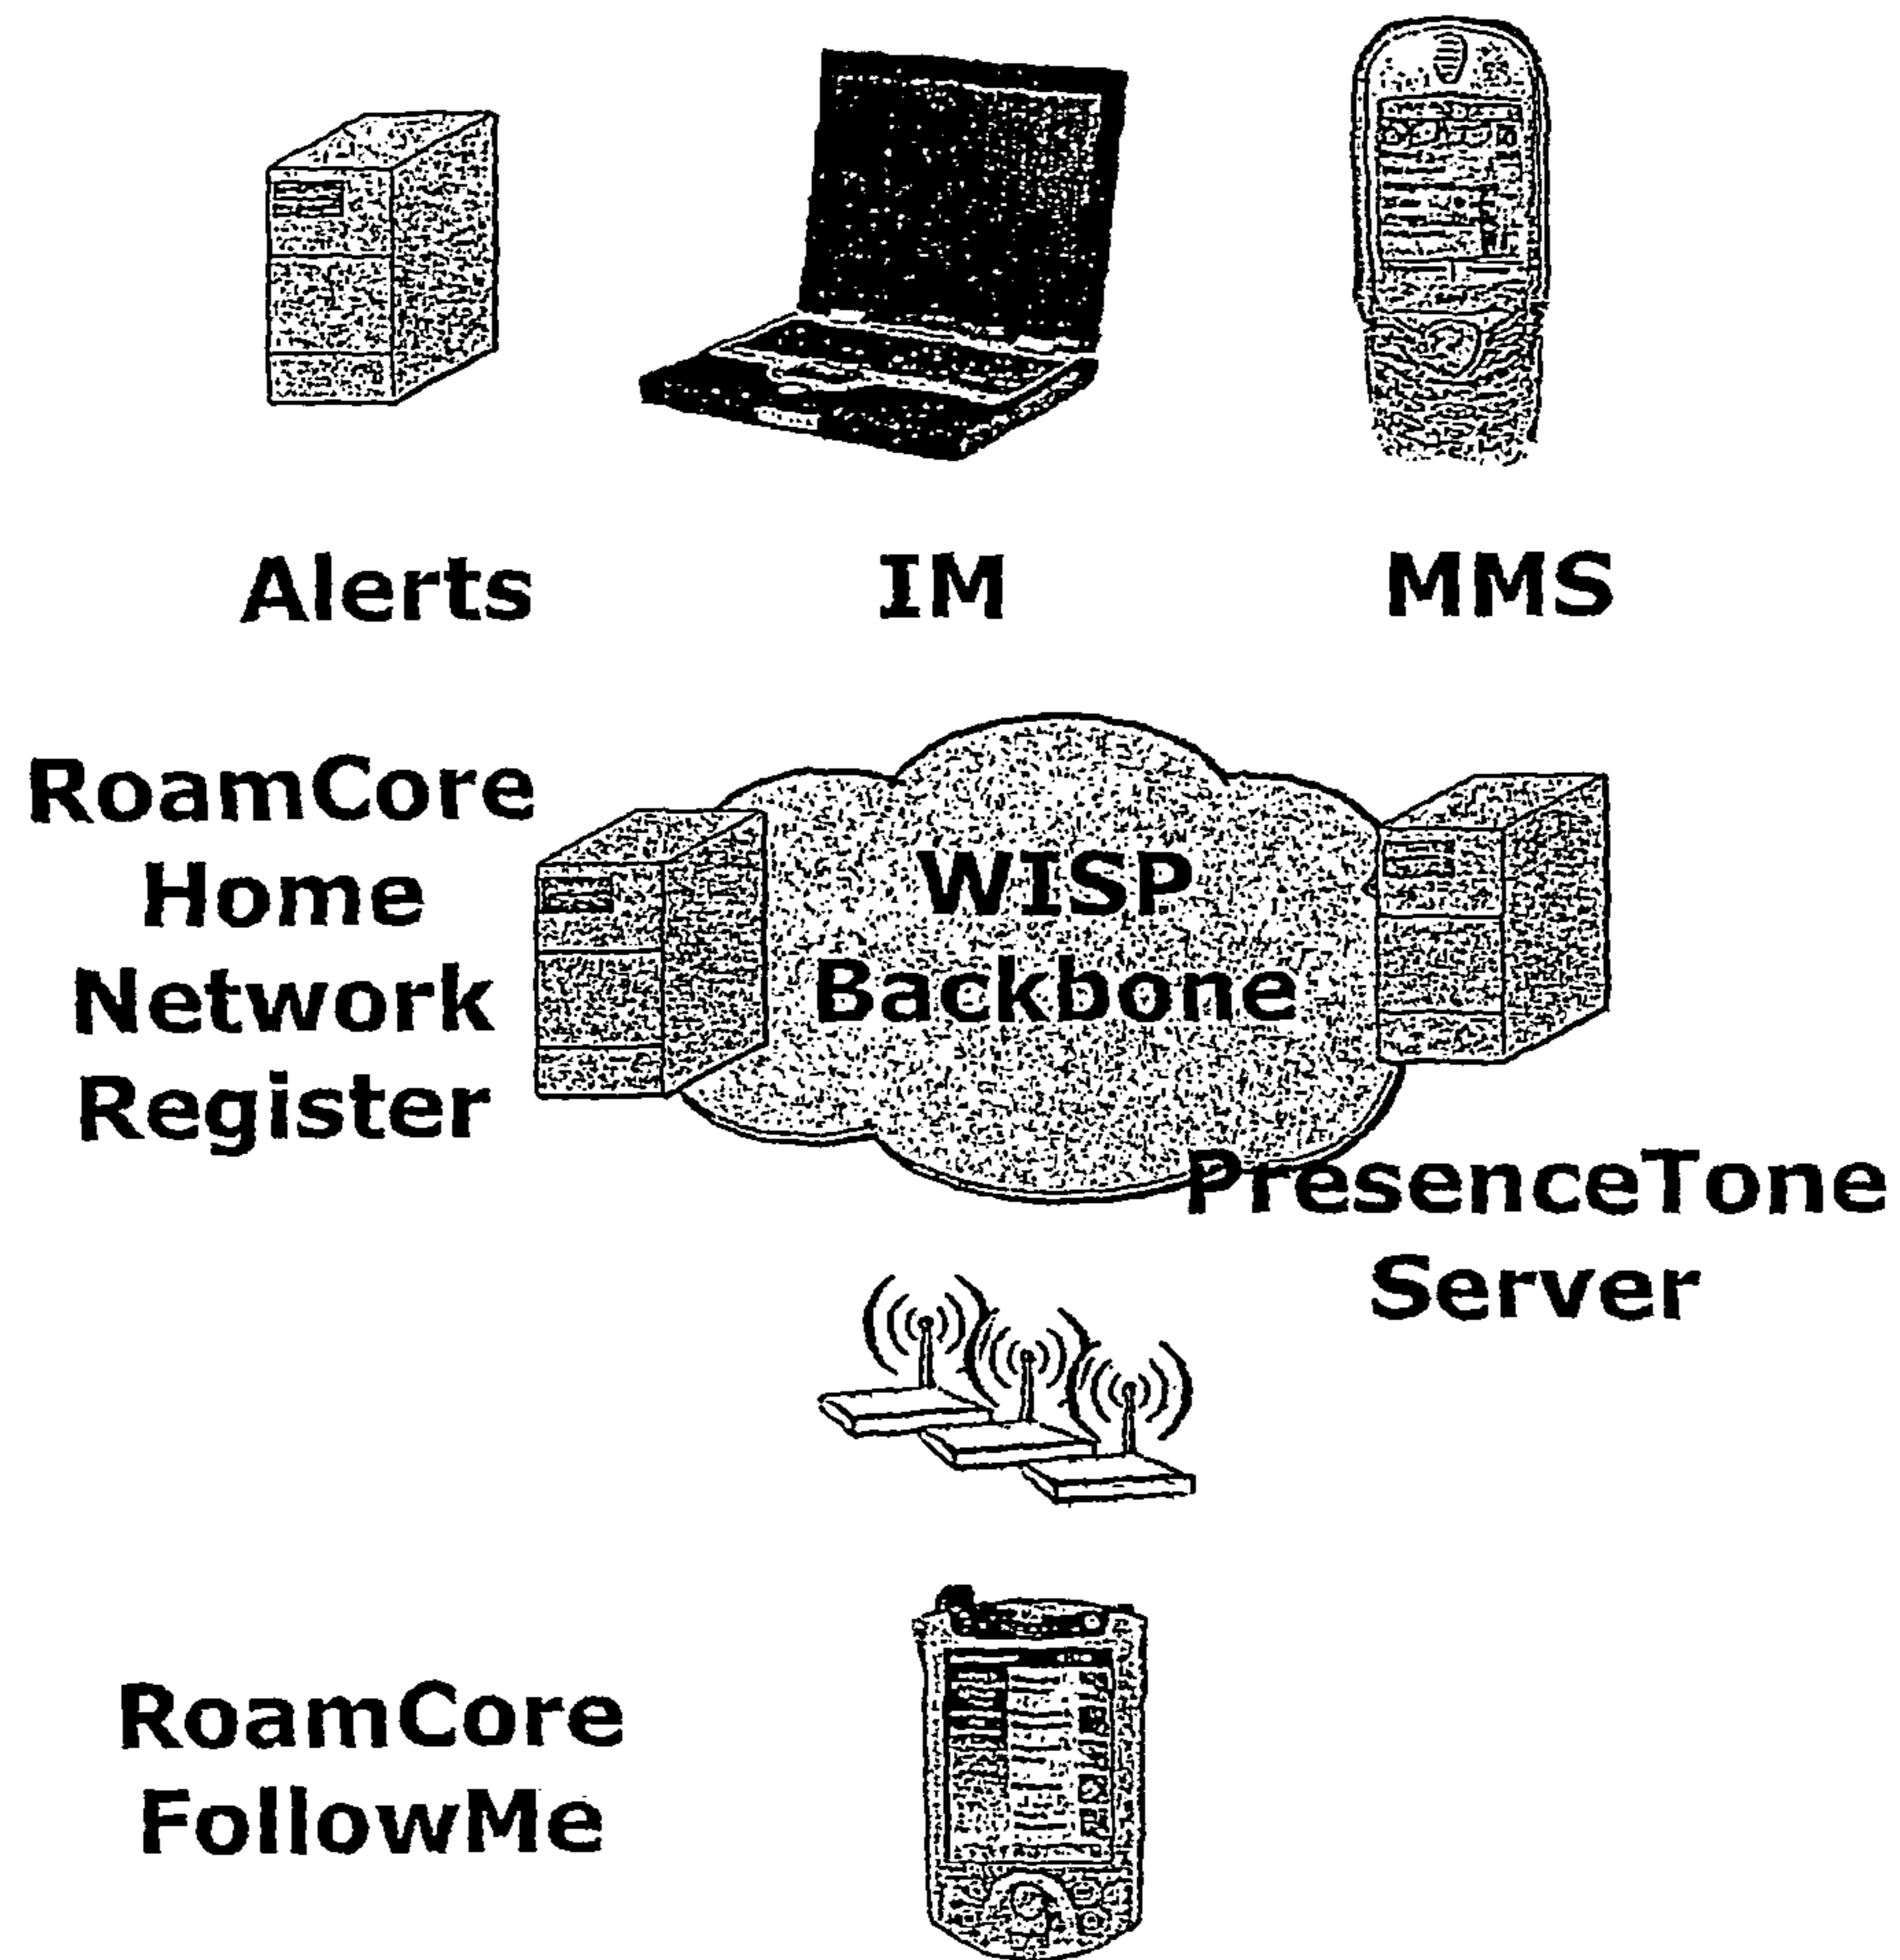 Alerts
IM
MMS
RoamCore
Home
Network
Register
WISP
Backbone
PresenceTone
Server
RoamCore
FollowMe